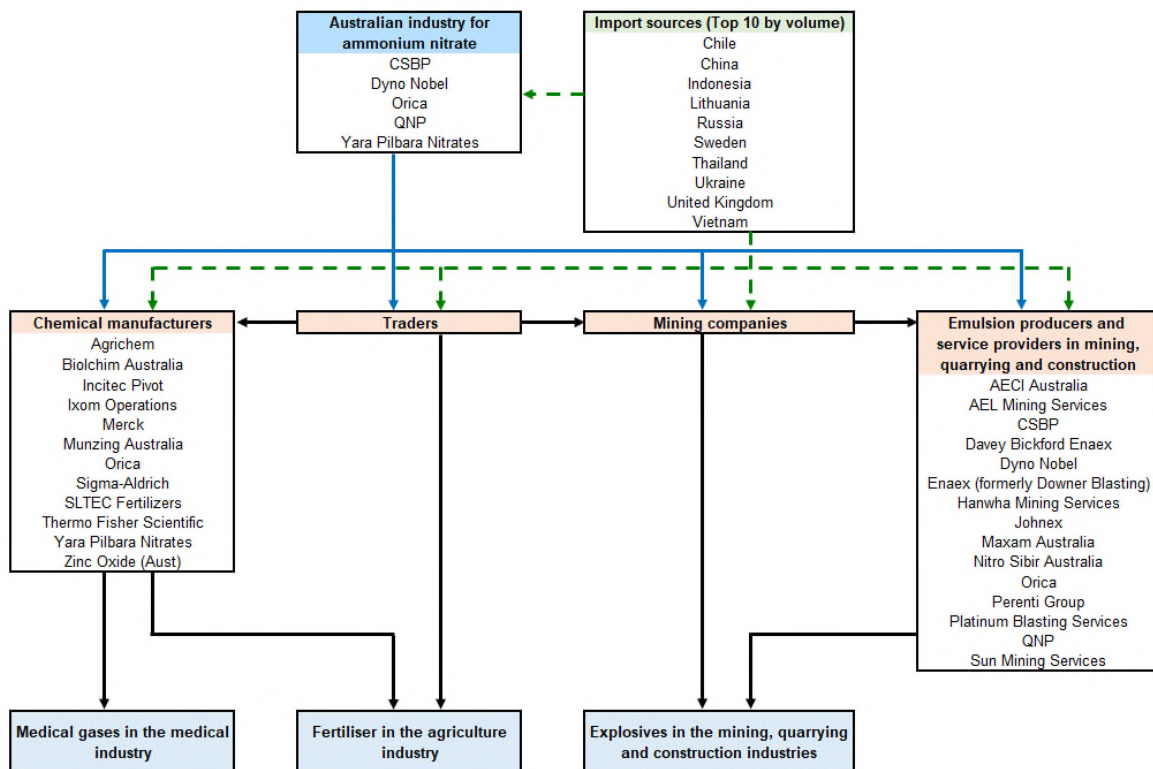 Australian industry for
ammonium nitrate
CSBP
Dyno Nobel
Orica
QNP
Yara Pilbara Nitrates
Import sources (Top 10 by volume)
Chile
China
Indonesia
Lithuania
Russia
Sweden
Thailand
Ukraine
United Kingdom
Vietnam
Chemical manufacturers
Agrichem
Biolchim Australia
Incitec Pivot
Ixom Operations
Merck
Munzing Australia
Orica
Sigma-Aldrich
SLTEC Fertilizers
Thermo Fisher Scientific
Yara Pilbara Nitrates
Zinc Oxide (Aust)
Traders
Mining companies
Emulsion producers and
service providers in mining,
quarrying and construction
AECI Australia
AEL Mining Services
CSBP
Davey Bickford Enaex
Dyno Nobel
Enaex (formerly Downer Blasting)
Hanwha Mining Services
Johnex
Maxam Australia
Nitro Sibir Australia
Orica
Perenti Group
Platinum Blasting Services
QNP
Sun Mining Services
Medical gases in the medical
industry
Fertiliser in the agriculture
industry
Explosives in the mining, quarrying
and construction industries